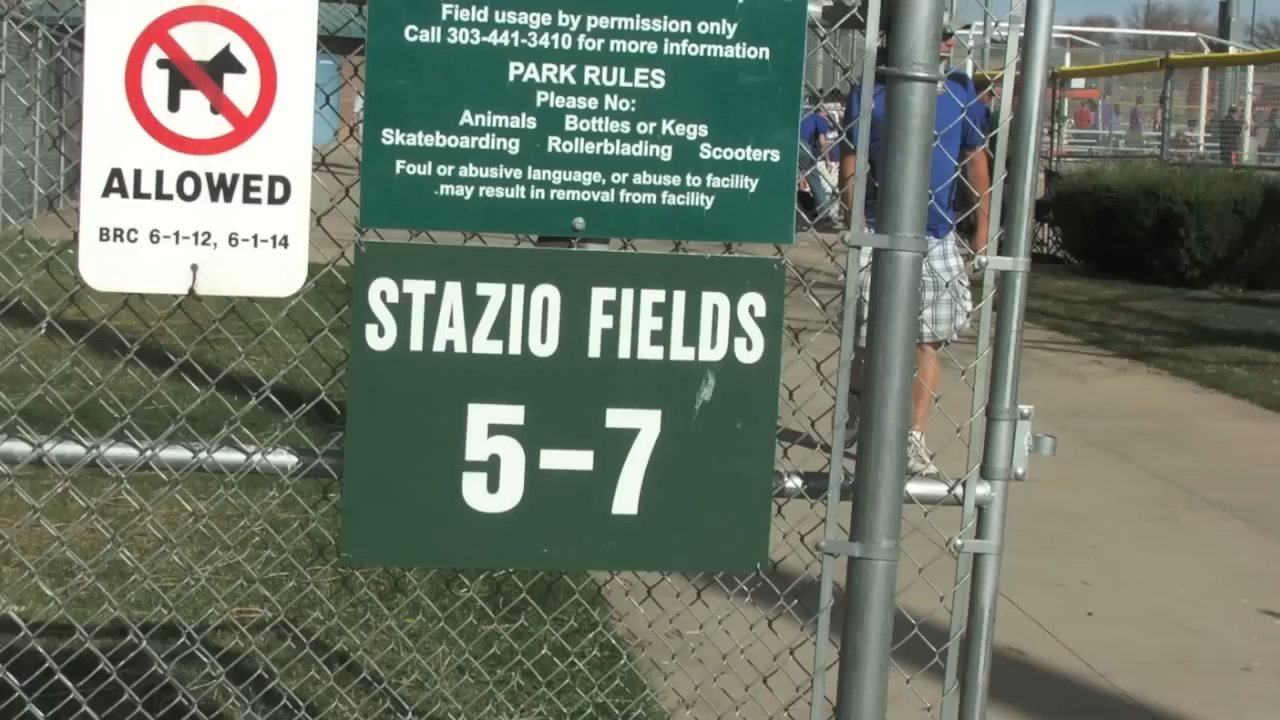 ALLOWED
BRC 6-1-12, 6-1-14
Field usage by permission only
Call 303-441-3410 for more information
PARK RULES
Please No:
Animals Bottles or Kegs
Skateboarding Rollerblading Scooters
Foul or abusive language, or abuse to facility
may result in removal from facility
STAZIO FIELDS
5-7